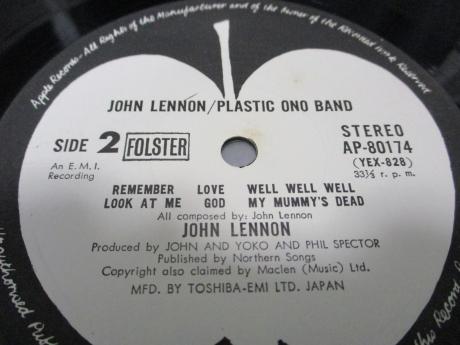 Apple Records-All Rights of the Manufacturer and of the Owner of the Recorded Work Reserved
JOHN LENNON/PLASTIC ONO BAND
SIDE 2 FOLSTER
STEREO
AP-80174
(YEX-828)
33⅓ r. p. m.
An E.M.I.
Recording
REMEMBER LOVE WELL WELL WELL
LOOK AT ME GOD MY MUMMY'S DEAD
All composed by: John Lennon
JOHN LENNON
Produced by JOHN AND YOKO AND PHIL SPECTOR
Published by Northern Songs
Copyright also claimed by Maclen (Music) Ltd.
MFD. BY TOSHIBA-EMI LTD. JAPAN
Unauthorised Pub
this Record